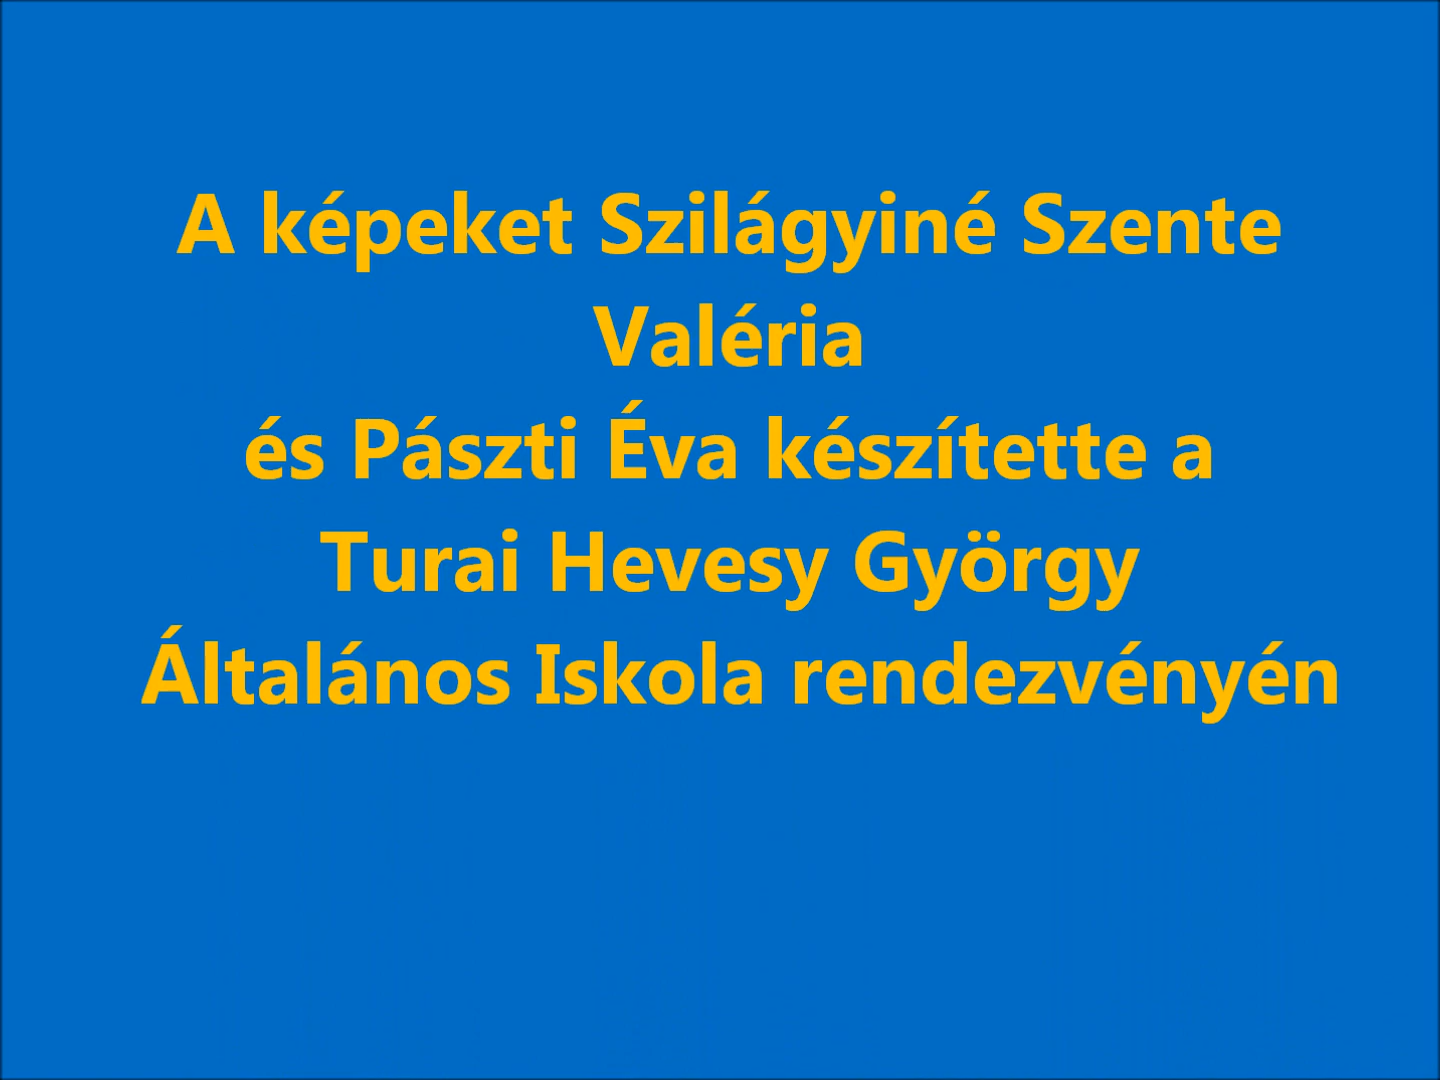 A képeket Szilágyiné Szente
Valéria
és Pászti Éva készítette a
Turai Hevesy György
Általános Iskola rendezvényén